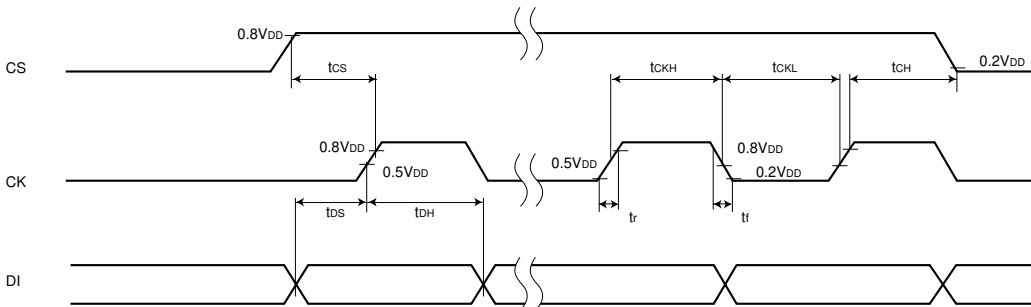 0.8VDD
CS
tCS
tCKH
tCKL
tCH
0.2VDD
0.8VDD
0.5VDD
0.8VDD
CK
0.5VDD
0.2VDD
tDS
tDH
tr
tf
DI